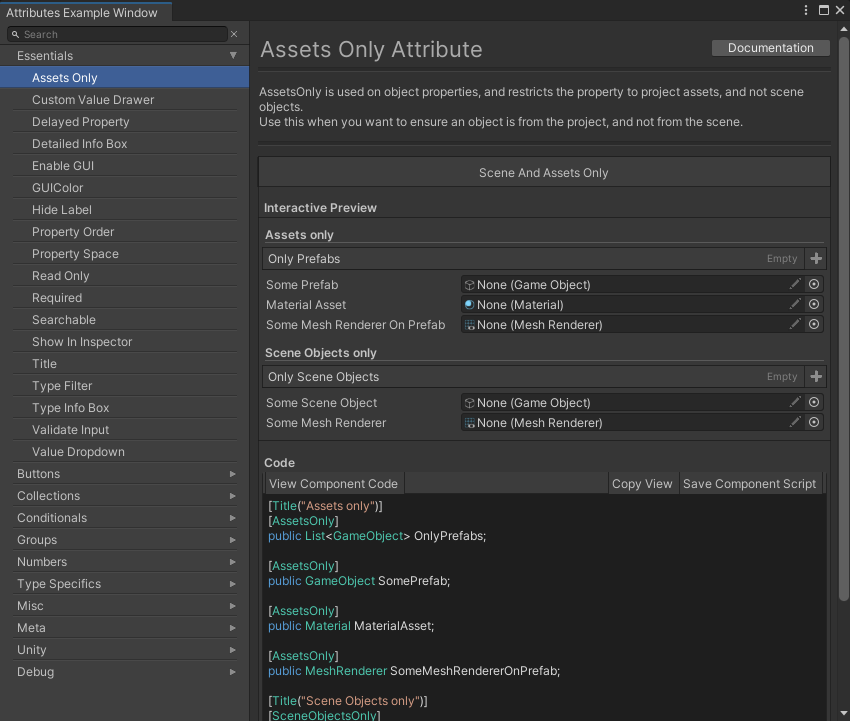 Attributes Example Window
Search
Essentials
Assets Only
Custom Value Drawer
Delayed Property
Detailed Info Box
Enable GUI
GUIColor
Hide Label
Property Order
Property Space
Read Only
Required
Searchable
Show In Inspector
Title
Type Filter
Type Info Box
Validate Input
Value Dropdown
Buttons
Collections
Conditionals
Groups
Numbers
Type Specifics
Misc
Meta
Unity
Debug
Assets Only Attribute
Documentation
AssetsOnly is used on object properties, and restricts the property to project assets, and not scene
objects.
Use this when you want to ensure an object is from the project, and not from the scene.
Scene And Assets Only
Interactive Preview
Assets only
Only Prefabs Empty
Some Prefab None (Game Object)
Material Asset None (Material)
Some Mesh Renderer On Prefab None (Mesh Renderer)
Scene Objects only
Only Scene Objects Empty
Some Scene Object None (Game Object)
Some Mesh Renderer None (Mesh Renderer)
Code
View Component Code Copy View Save Component Script
[Title("Assets only")]
[AssetsOnly]
public List<GameObject> OnlyPrefabs;
[AssetsOnly]
public GameObject SomePrefab;
[AssetsOnly]
public Material MaterialAsset;
[AssetsOnly]
public MeshRenderer SomeMeshRendererOnPrefab;
[Title("Scene Objects only")]
[SceneObjectsOnly]